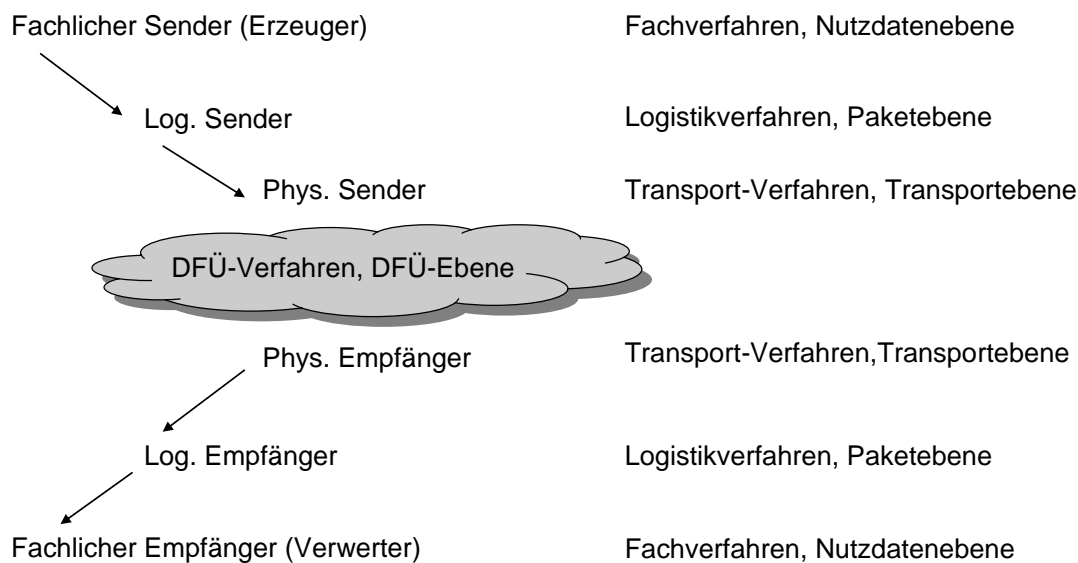 Fachlicher Sender (Erzeuger) Fachverfahren, Nutzdatenebene
Log. Sender Logistikverfahren, Paketebene
Phys. Sender Transport-Verfahren, Transportebene
DFÜ-Verfahren, DFÜ-Ebene
Phys. Empfänger Transport-Verfahren,Transportebene
Log. Empfänger Logistikverfahren, Paketebene
Fachlicher Empfänger (Verwerter) Fachverfahren, Nutzdatenebene